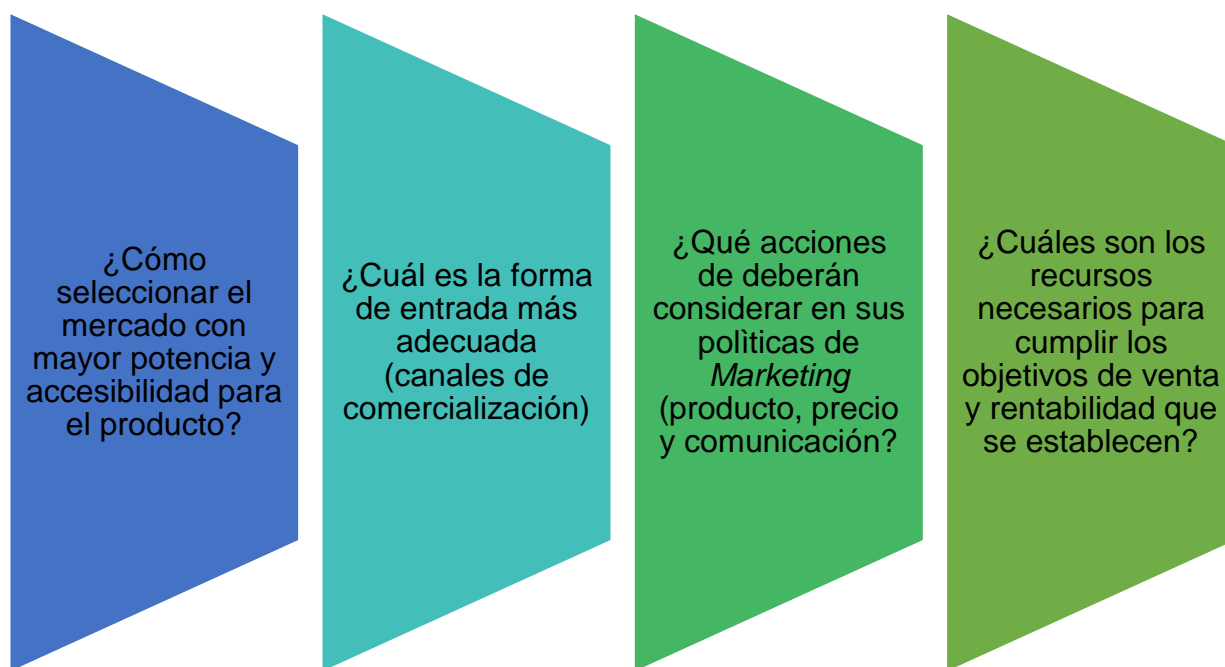 ¿Cómo
seleccionar el
mercado con
mayor potencia y
accesibilidad para
el producto?
¿Cuál es la forma
de entrada más
adecuada
(canales de
comercialización)
¿Qué acciones
de deberán
considerar en sus
polìticas de
Marketing
(producto, precio
y comunicación?
¿Cuáles son los
recursos
necesarios para
cumplir los
objetivos de venta
y rentabilidad que
se establecen?